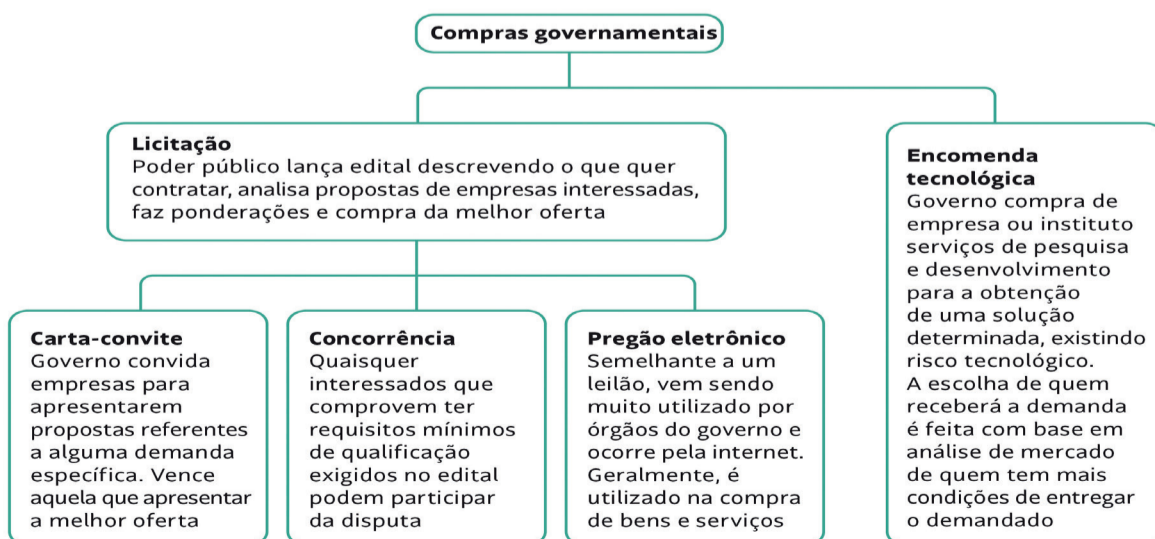 Compras governamentais
Licitação
Poder público lança edital descrevendo o que quer
contratar, analisa propostas de empresas interessadas,
faz ponderações e compra da melhor oferta
Encomenda
tecnológica
Governo compra de
empresa ou instituto
serviços de pesquisa
e desenvolvimento
para a obtenção
de uma solução
determinada, existindo
risco tecnológico.
A escolha de quem
receberá a demanda
é feita com base em
análise de mercado
de quem tem mais
condições de entregar
o demandado
Carta-convite
Governo convida
empresas para
apresentarem
propostas referentes
a alguma demanda
específica. Vence
aquela que apresentar
a melhor oferta
Concorrência
Quaisquer
interessados que
comprovem ter
requisitos mínimos
de qualificação
exigidos no edital
podem participar
da disputa
Pregão eletrônico
Semelhante a um
leilão, vem sendo
muito utilizado por
órgãos do governo e
ocorre pela internet.
Geralmente, é
utilizado na compra
de bens e serviços